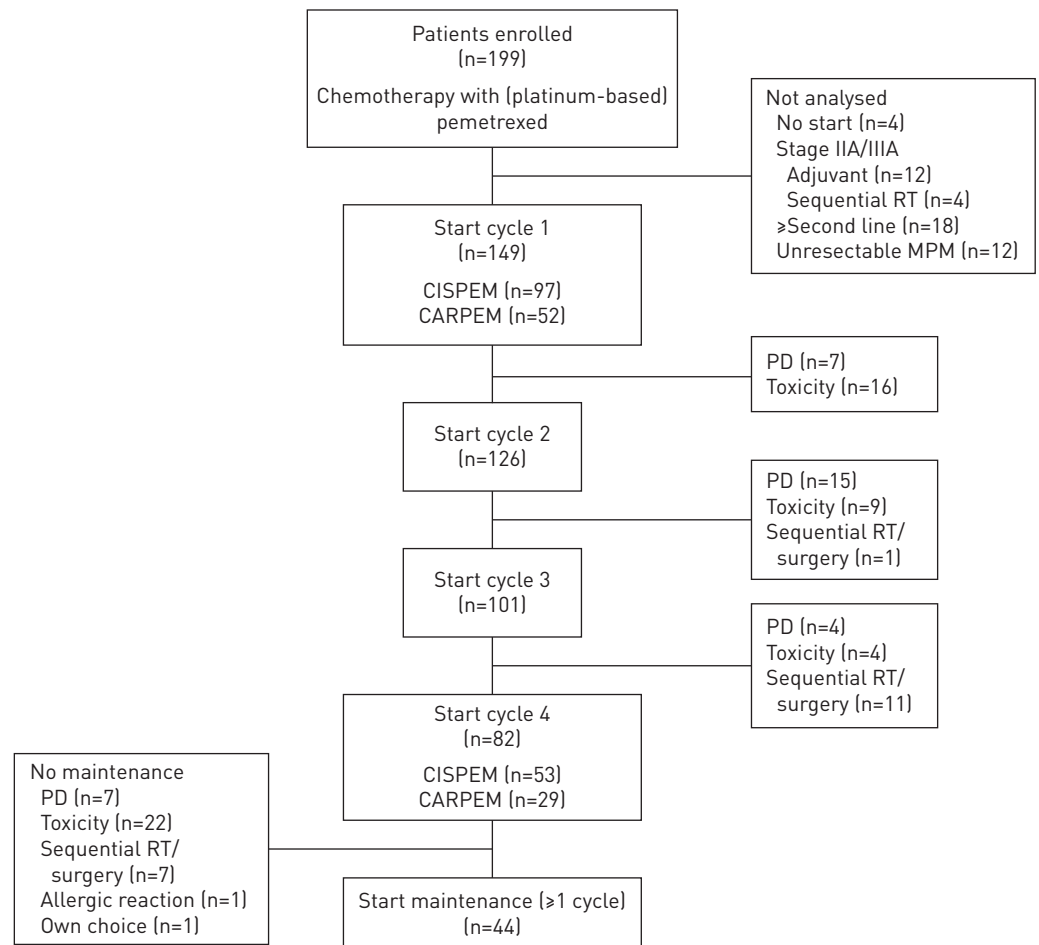 Patients enrolled
(n=199)
Chemotherapy with (platinum-based)
pemetrexed
Not analysed
No start (n=4)
Stage IIA/IIIA
Adjuvant (n=12)
Sequential RT (n=4)
≥Second line (n=18)
Unresectable MPM (n=12)
Start cycle 1
(n=149)
CISPEM (n=97)
CARPEM (n=52)
PD (n=7)
Toxicity (n=16)
Start cycle 2
(n=126)
PD (n=15)
Toxicity (n=9)
Sequential RT/
surgery (n=1)
Start cycle 3
(n=101)
PD (n=4)
Toxicity (n=4)
Sequential RT/
surgery (n=11)
Start cycle 4
(n=82)
CISPEM (n=53)
CARPEM (n=29)
No maintenance
PD (n=7)
Toxicity (n=22)
Sequential RT/
surgery (n=7)
Allergic reaction (n=1)
Own choice (n=1)
Start maintenance (≥1 cycle)
(n=44)